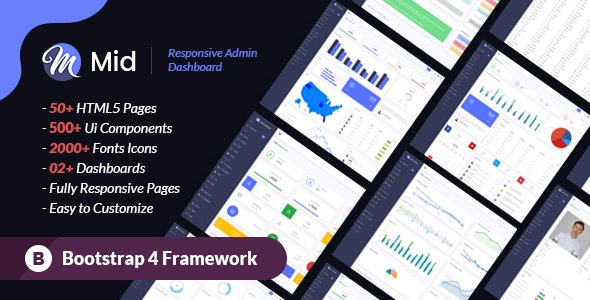 M Mid
Responsive Admin
Dashboard
- 50+ HTML5 Pages
- 500+ Ui Components
- 2000+ Fonts Icons
- 02+ Dashboards
- Fully Responsive Pages
- Easy to Customize
B Bootstrap 4 Framework